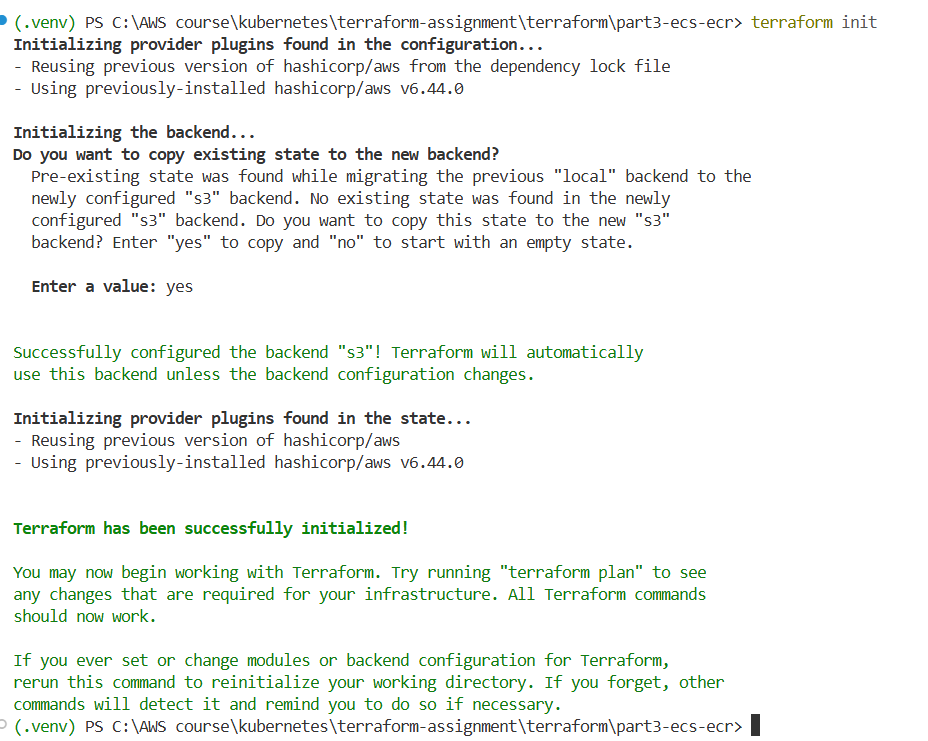 (.venv) PS C:\AWS course\kubernetes\terraform-assignment\terraform\part3-ecs-ecr> terraform init
Initializing provider plugins found in the configuration...
- Reusing previous version of hashicorp/aws from the dependency lock file
- Using previously-installed hashicorp/aws v6.44.0
Initializing the backend...
Do you want to copy existing state to the new backend?
Pre-existing state was found while migrating the previous "local" backend to the
newly configured "s3" backend. No existing state was found in the newly
configured "s3" backend. Do you want to copy this state to the new "s3"
backend? Enter "yes" to copy and "no" to start with an empty state.
Enter a value: yes
Successfully configured the backend "s3"! Terraform will automatically
use this backend unless the backend configuration changes.
Initializing provider plugins found in the state...
- Reusing previous version of hashicorp/aws
- Using previously-installed hashicorp/aws v6.44.0
Terraform has been successfully initialized!
You may now begin working with Terraform. Try running "terraform plan" to see
any changes that are required for your infrastructure. All Terraform commands
should now work.
If you ever set or change modules or backend configuration for Terraform,
rerun this command to reinitialize your working directory. If you forget, other
commands will detect it and remind you to do so if necessary.
(.venv) PS C:\AWS course\kubernetes\terraform-assignment\terraform\part3-ecs-ecr>